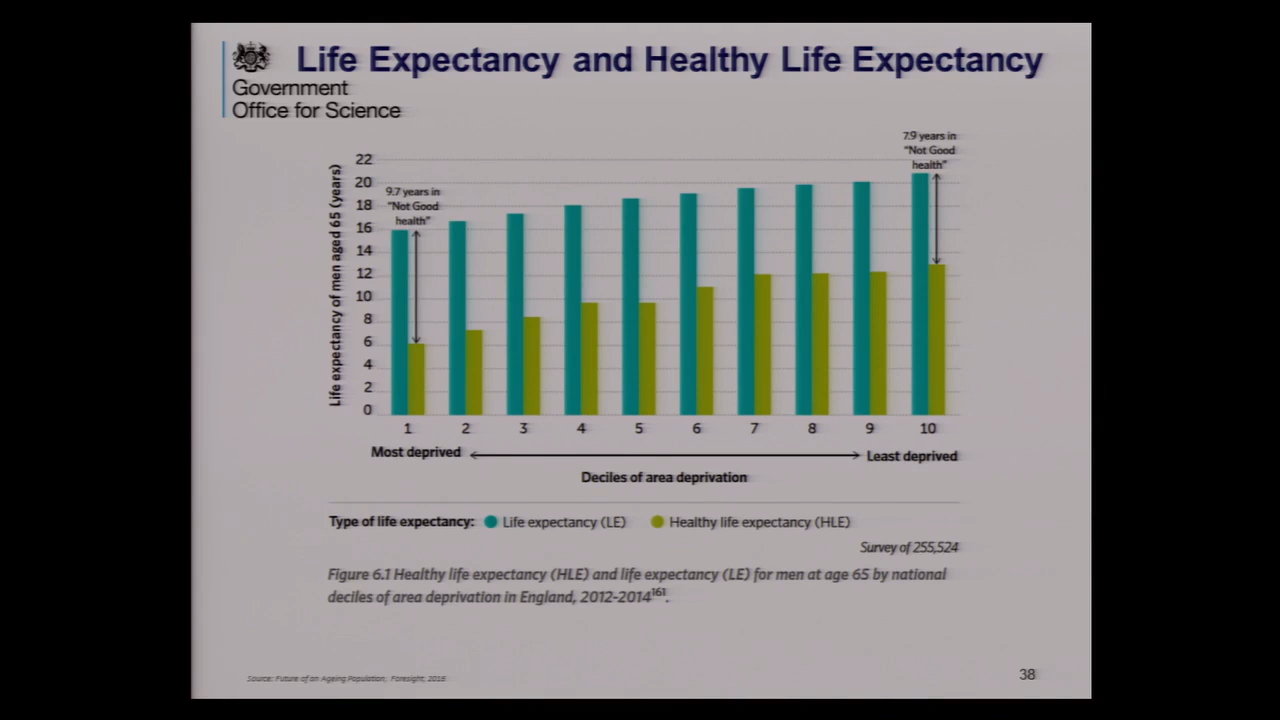 Life Expectancy and Healthy Life Expectancy
Government
Office for Science
7.9 years in
"Not Good
health"
9.7 years in
"Not Good
health"
Life expectancy of men aged 65 (years)
22
20
18
16
14
12
10
8
6
4
2
0
1 2 3 4 5 6 7 8 9 10
Most deprived Least deprived
Deciles of area deprivation
Type of life expectancy: Life expectancy (LE) Healthy life expectancy (HLE)
Survey of 255,524
Figure 6.1 Healthy life expectancy (HLE) and life expectancy (LE) for men at age 65 by national
deciles of area deprivation in England, 2012-2014¹⁶¹.
Source: Future of an Ageing Population, Foresight, 2016
38